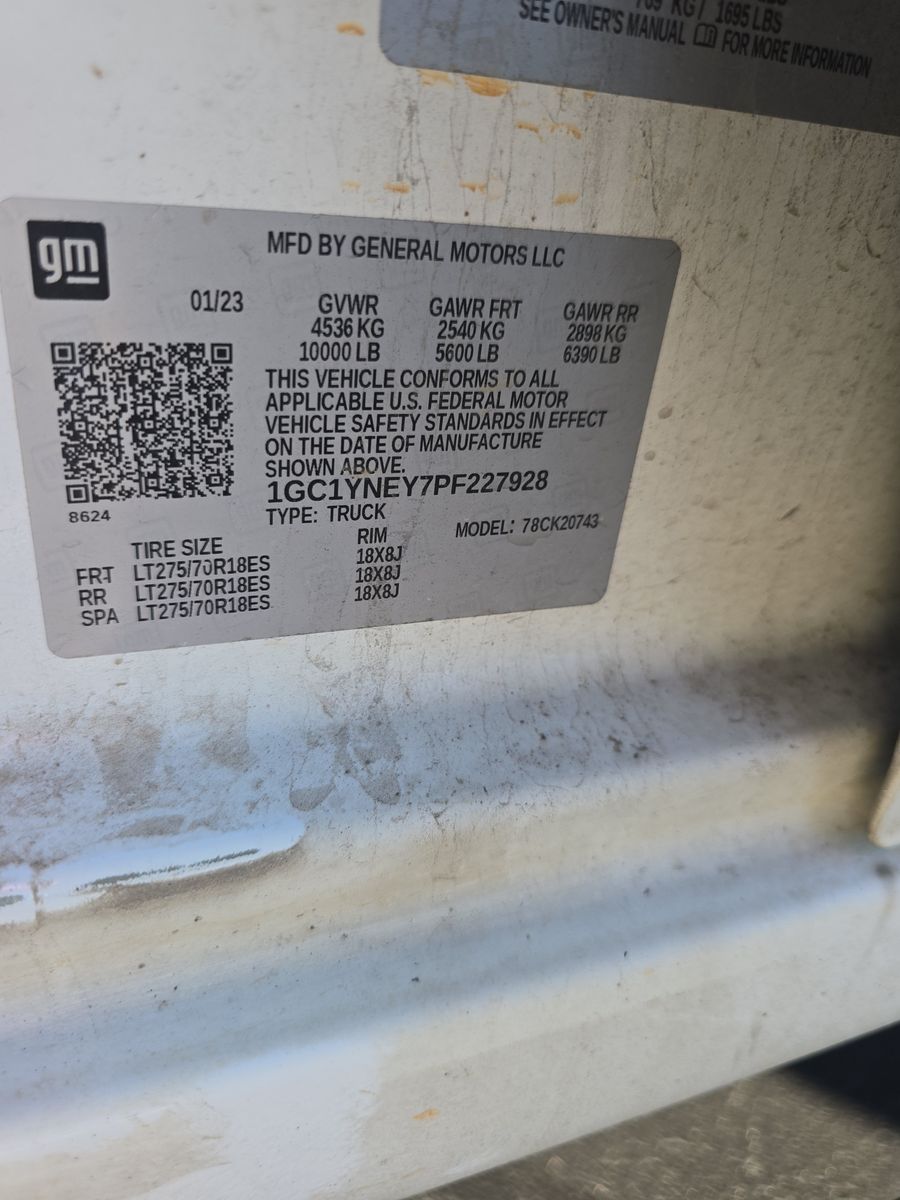 KG / 1695 LBS
SEE OWNER'S MANUAL FOR MORE INFORMATION
gm
MFD BY GENERAL MOTORS LLC
01/23 GVWR GAWR FRT GAWR RR
4536 KG 2540 KG 2898 KG
10000 LB 5600 LB 6390 LB
THIS VEHICLE CONFORMS TO ALL
APPLICABLE U.S. FEDERAL MOTOR
VEHICLE SAFETY STANDARDS IN EFFECT
ON THE DATE OF MANUFACTURE
SHOWN ABOVE.
1GC1YNEY7PF227928
8624
TYPE: TRUCK MODEL: 78CK20743
TIRE SIZE RIM
FRT LT275/70R18ES 18X8J
RR LT275/70R18ES 18X8J
SPA LT275/70R18ES 18X8J